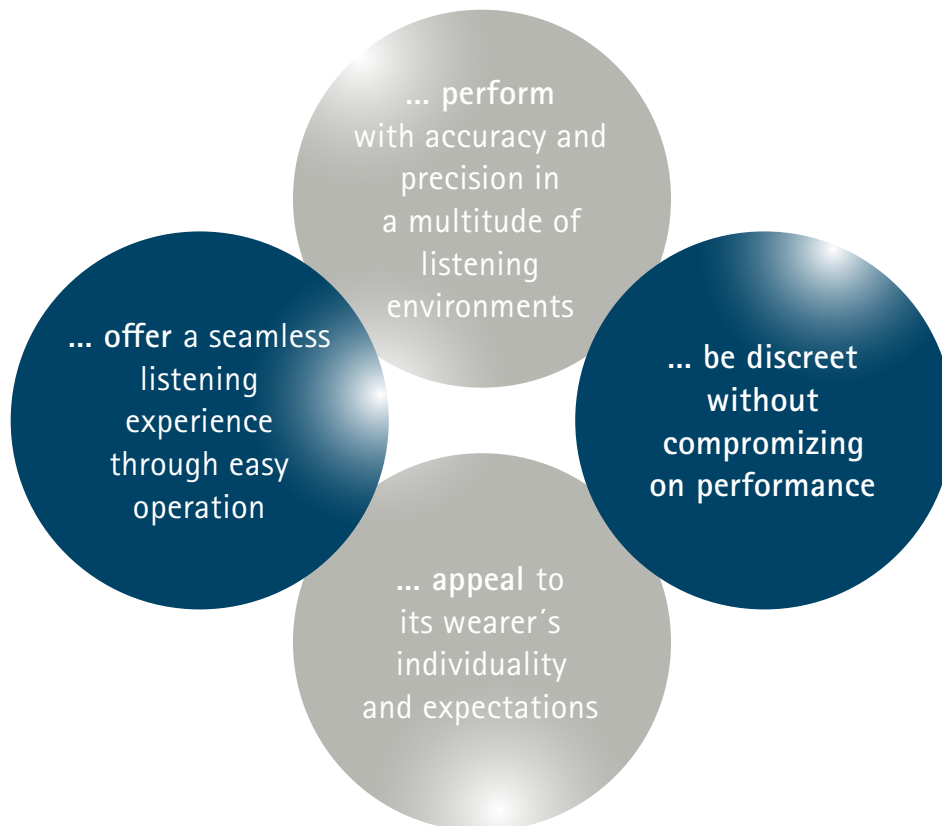 ... perform
with accuracy and
precision in
a multitude of
listening
environments
... offer a seamless
listening
experience
through easy
operation
... be discreet
without
compromizing
on performance
... appeal to
its wearer´s
individuality
and expectations